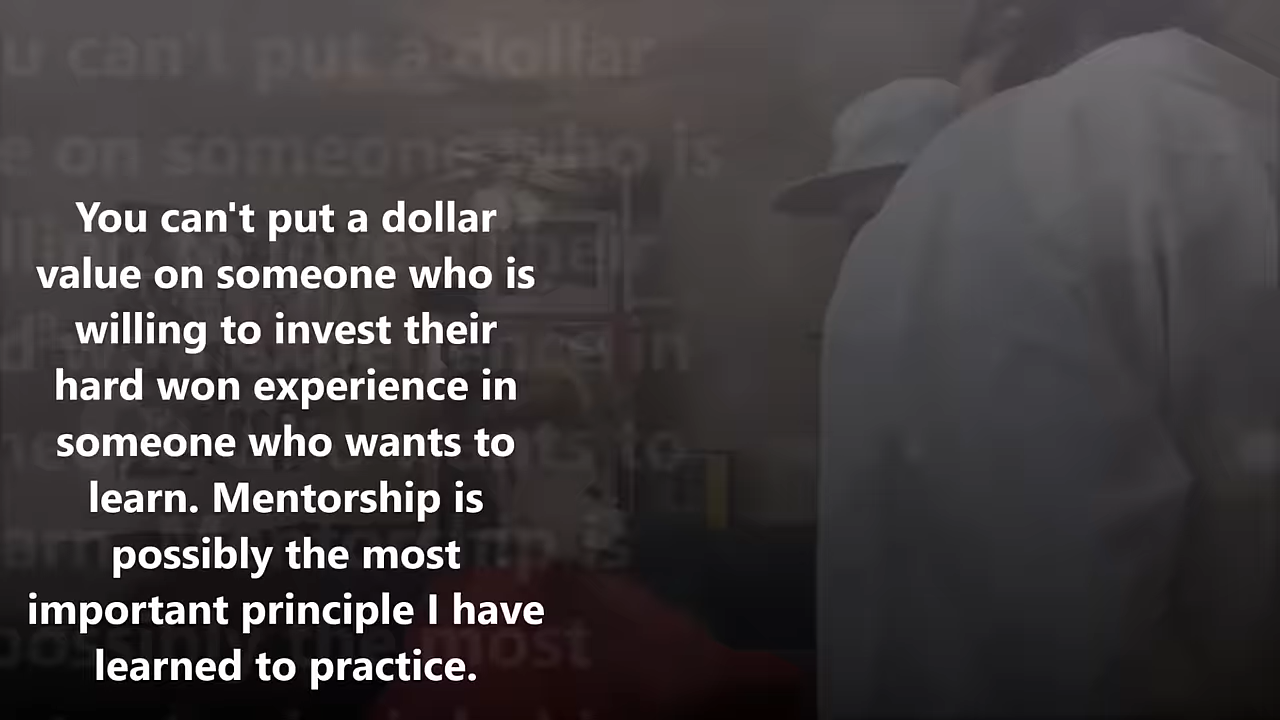 You can't put a dollar
value on someone who is
willing to invest their
hard won experience in
someone who wants to
learn. Mentorship is
possibly the most
important principle I have
learned to practice.